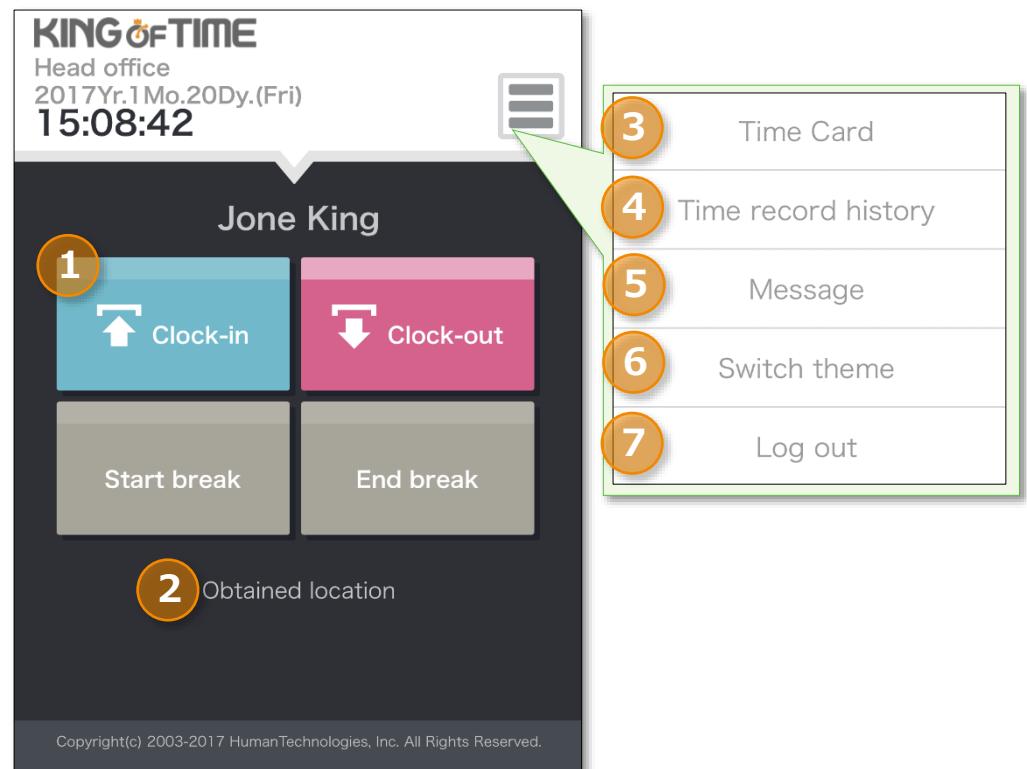 KING OF TIME
Head office
2017Yr.1Mo.20Dy.(Fri)
15:08:42
Jone King
1
Clock-in
Clock-out
Start break
End break
2 Obtained location
Copyright(c) 2003-2017 HumanTechnologies, Inc. All Rights Reserved.
3 Time Card
4 Time record history
5 Message
6 Switch theme
7 Log out